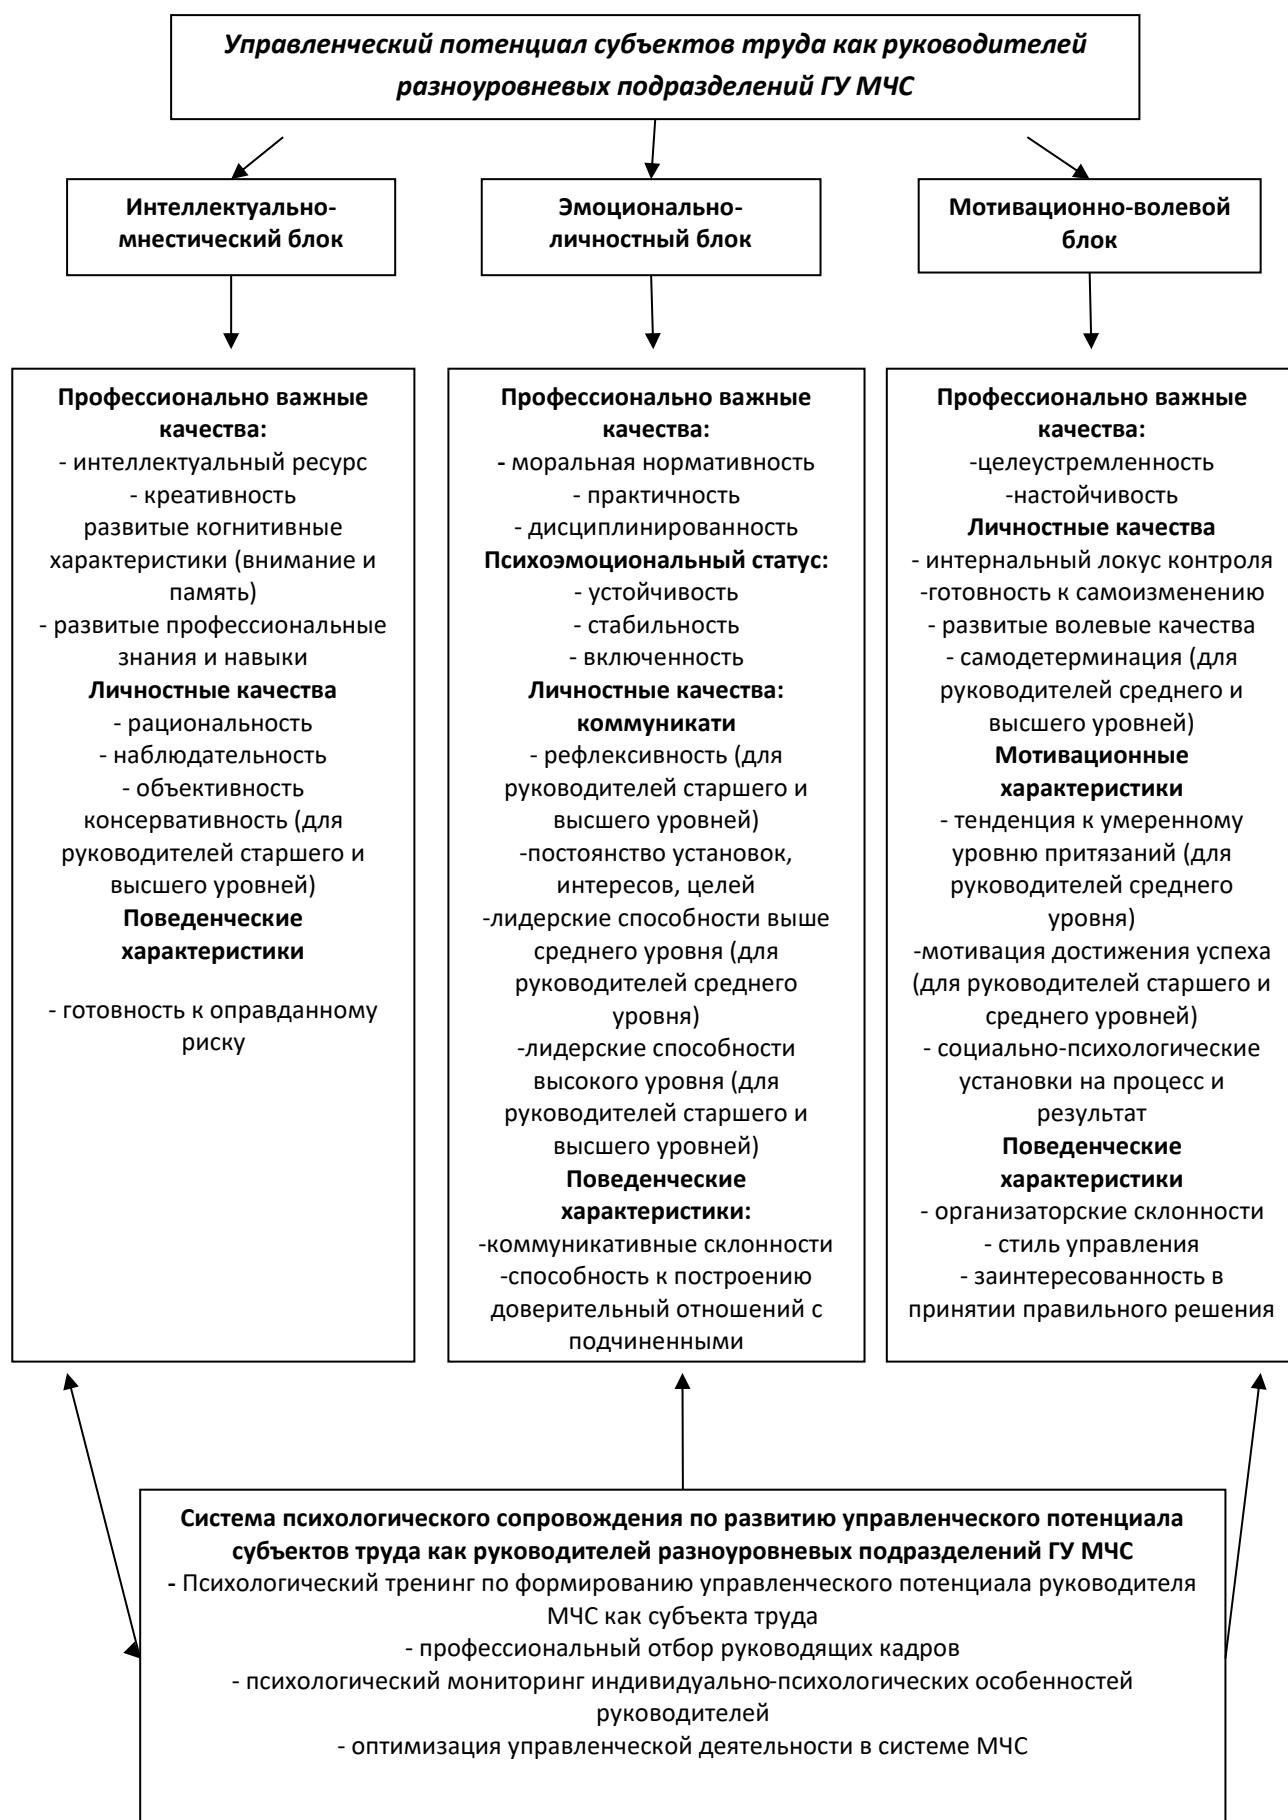 Управленческий потенциал субъектов труда как руководителей
разноуровневых подразделений ГУ МЧС
Интеллектуально-
мнестический блок
Эмоционально-
личностный блок
Мотивационно-волевой
блок
Профессионально важные
качества:
- интеллектуальный ресурс
- креативность
развитые когнитивные
характеристики (внимание и
память)
- развитые профессиональные
знания и навыки
Личностные качества
- рациональность
- наблюдательность
- объективность
консервативность (для
руководителей старшего и
высшего уровней)
Поведенческие
характеристики
- готовность к оправданному
риску
Профессионально важные
качества:
- моральная нормативность
- практичность
- дисциплинированность
Психоэмоциональный статус:
- устойчивость
- стабильность
- включенность
Личностные качества:
коммуникати
- рефлексивность (для
руководителей старшего и
высшего уровней)
-постоянство установок,
интересов, целей
-лидерские способности выше
среднего уровня (для
руководителей среднего
уровня)
-лидерские способности
высокого уровня (для
руководителей старшего и
высшего уровней)
Поведенческие
характеристики:
-коммуникативные склонности
-способность к построению
доверительный отношений с
подчиненными
Профессионально важные
качества:
-целеустремленность
-настойчивость
Личностные качества
- интернальный локус контроля
-готовность к самоизменению
- развитые волевые качества
- самодетерминация (для
руководителей среднего и
высшего уровней)
Мотивационные
характеристики
- тенденция к умеренному
уровню притязаний (для
руководителей среднего
уровня)
-мотивация достижения успеха
(для руководителей старшего и
среднего уровней)
- социально-психологические
установки на процесс и
результат
Поведенческие
характеристики
- организаторские склонности
- стиль управления
- заинтересованность в
принятии правильного решения
Система психологического сопровождения по развитию управленческого потенциала
субъектов труда как руководителей разноуровневых подразделений ГУ МЧС
- Психологический тренинг по формированию управленческого потенциала руководителя
МЧС как субъекта труда
- профессиональный отбор руководящих кадров
- психологический мониторинг индивидуально-психологических особенностей
руководителей
- оптимизация управленческой деятельности в системе МЧС